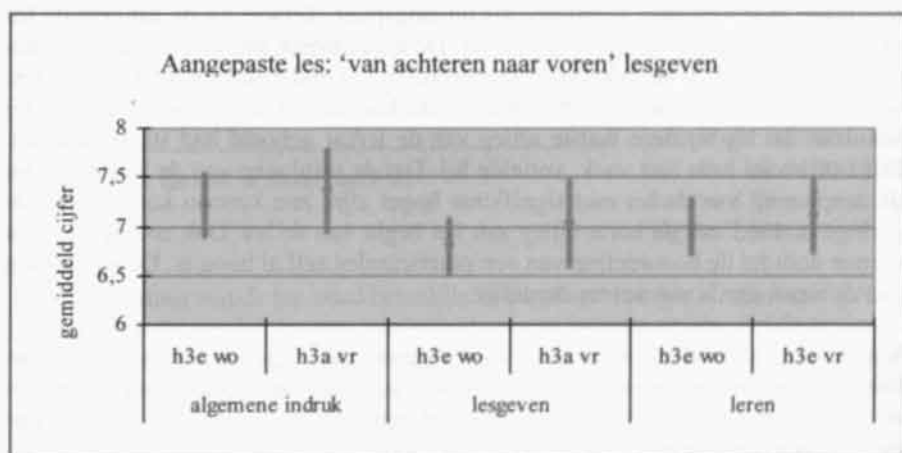 Aangepaste les: ‘van achteren naar voren’ lesgeven
8
7,5
7
6,5
6
gemiddeld cijfer
h3e wo h3a vr h3e wo h3a vr h3e wo h3e vr
algemene indruk lesgeven leren